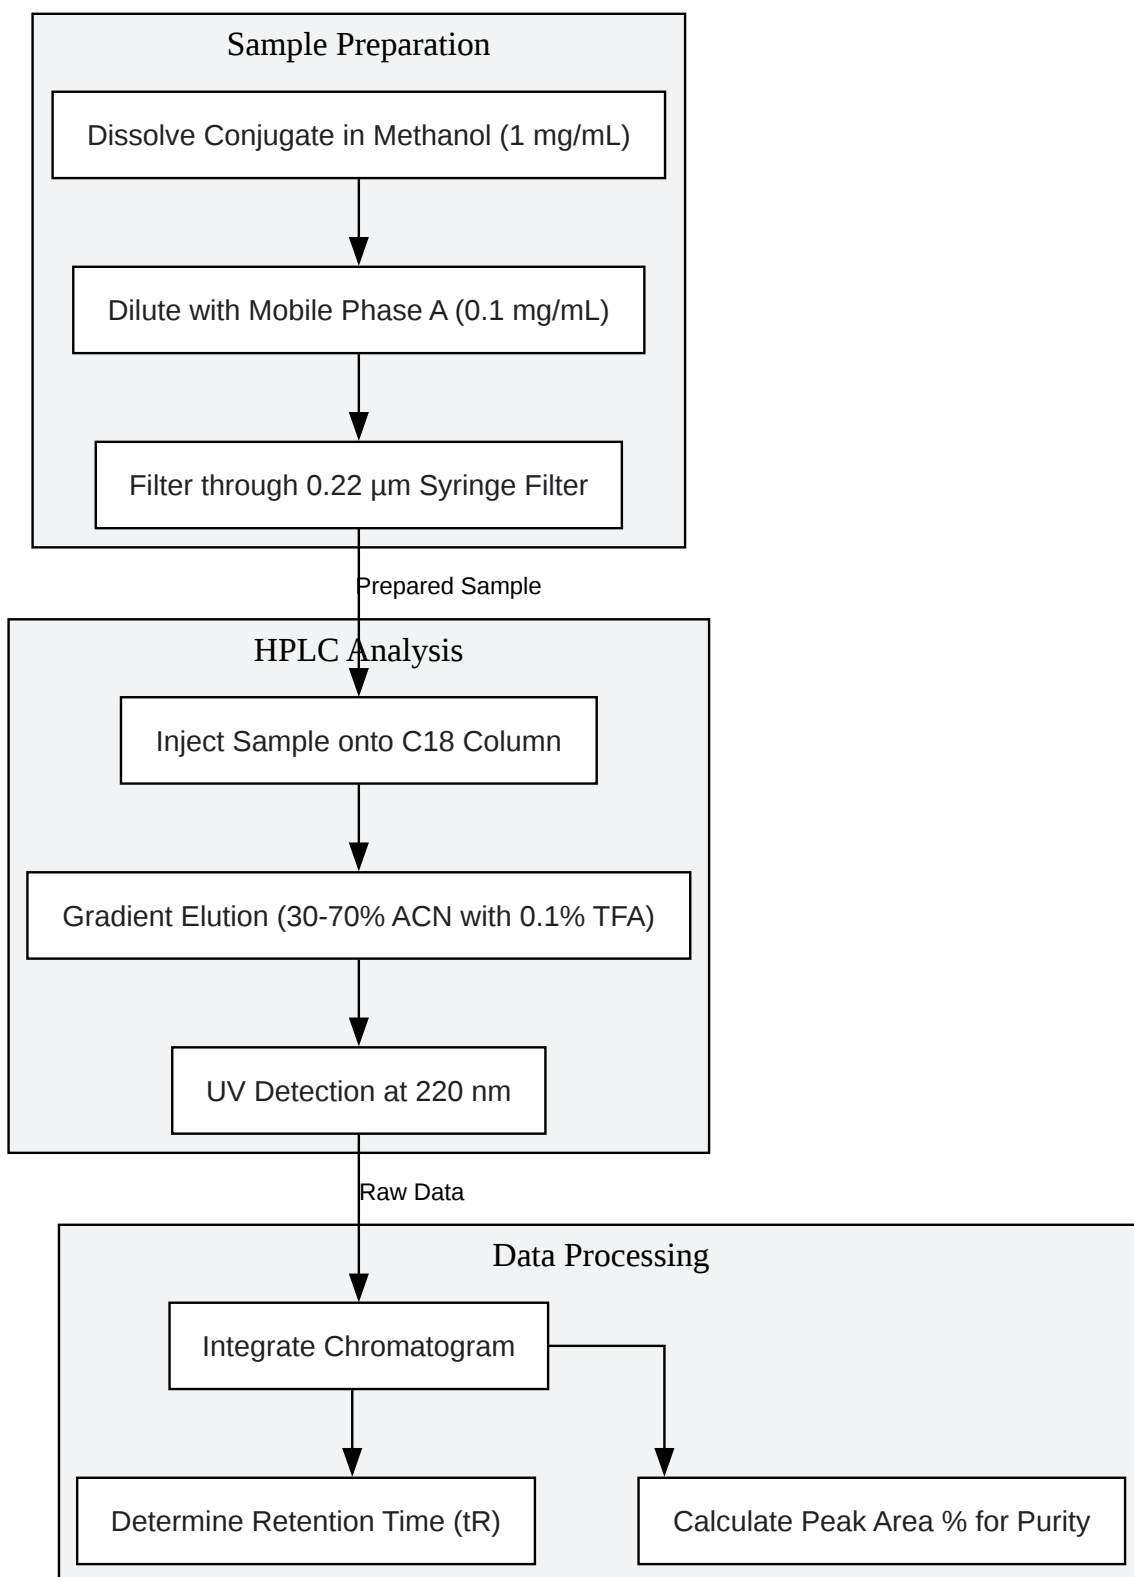 Sample Preparation
Dissolve Conjugate in Methanol (1 mg/mL)
Dilute with Mobile Phase A (0.1 mg/mL)
Filter through 0.22 µm Syringe Filter
Prepared Sample
HPLC Analysis
Inject Sample onto C18 Column
Gradient Elution (30-70% ACN with 0.1% TFA)
UV Detection at 220 nm
Raw Data
Data Processing
Integrate Chromatogram
Determine Retention Time (tR)
Calculate Peak Area % for Purity